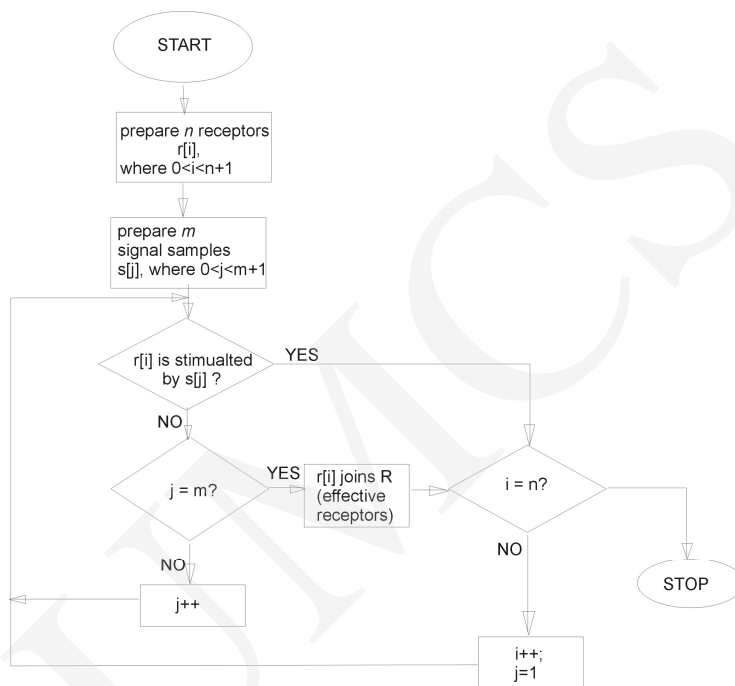 START
prepare n receptors
r[i],
where 0<i<n+1
prepare m
signal samples
s[j], where 0<j<m+1
r[i] is stimualted
by s[j] ?
YES
NO
j = m?
YES
r[i] joins R
(effective
receptors)
i = n?
NO
j++
NO
i++;
j=1
STOP
UMCS